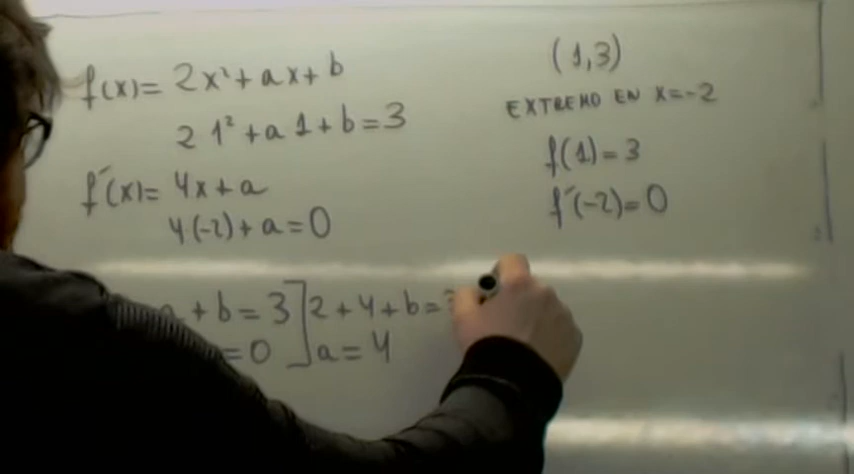 f(x)= 2x²+ax+b
2·1²+a·1+b=3
f´(x)= 4x+a
4·(-2)+a=0
+b=3] 2+4+b=
=0] a=4
(1,3)
EXTREMO EN x=-2
f(1)=3
f´(-2)=0